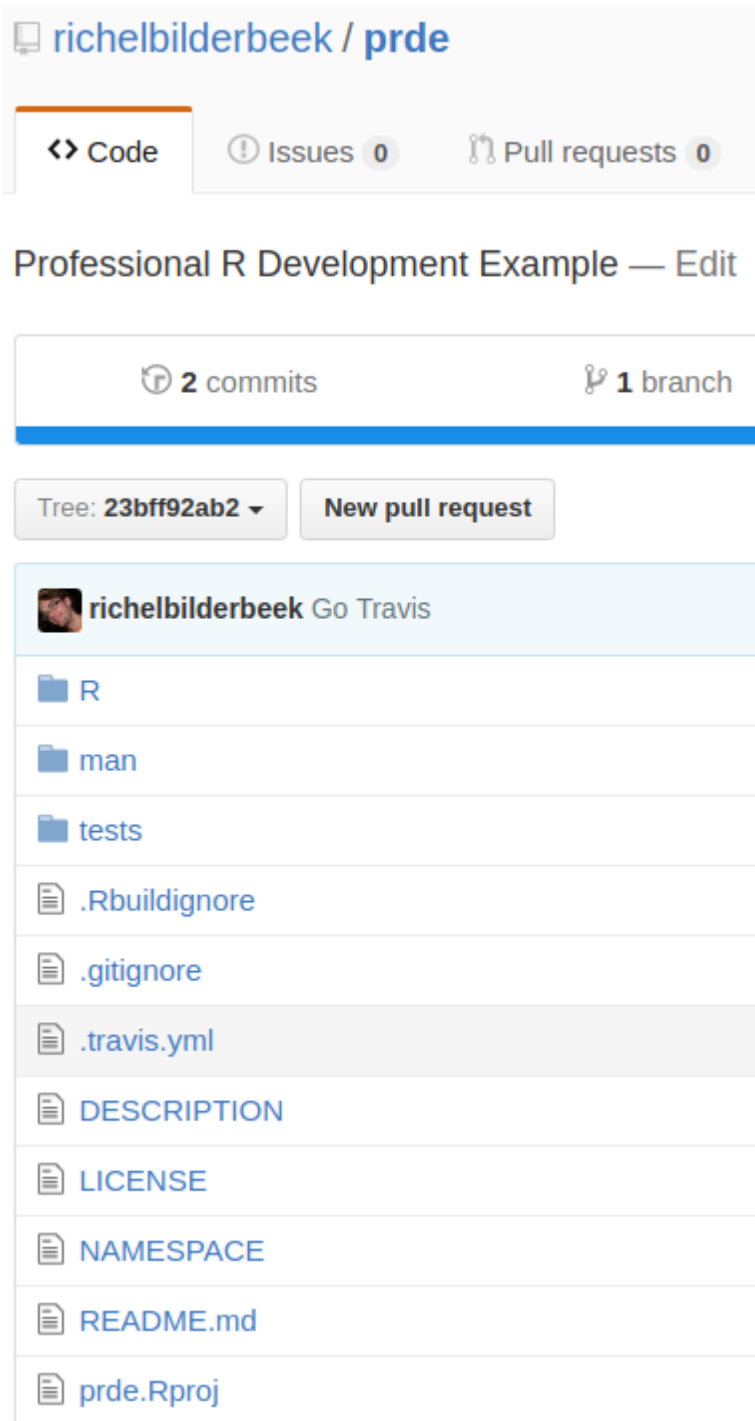 richelbilderbeek / prde
Code Issues 0 Pull requests 0
Professional R Development Example — Edit
2 commits 1 branch
Tree: 23bff92ab2 New pull request
richelbilderbeek Go Travis
R
man
tests
.Rbuildignore
.gitignore
.travis.yml
DESCRIPTION
LICENSE
NAMESPACE
README.md
prde.Rproj